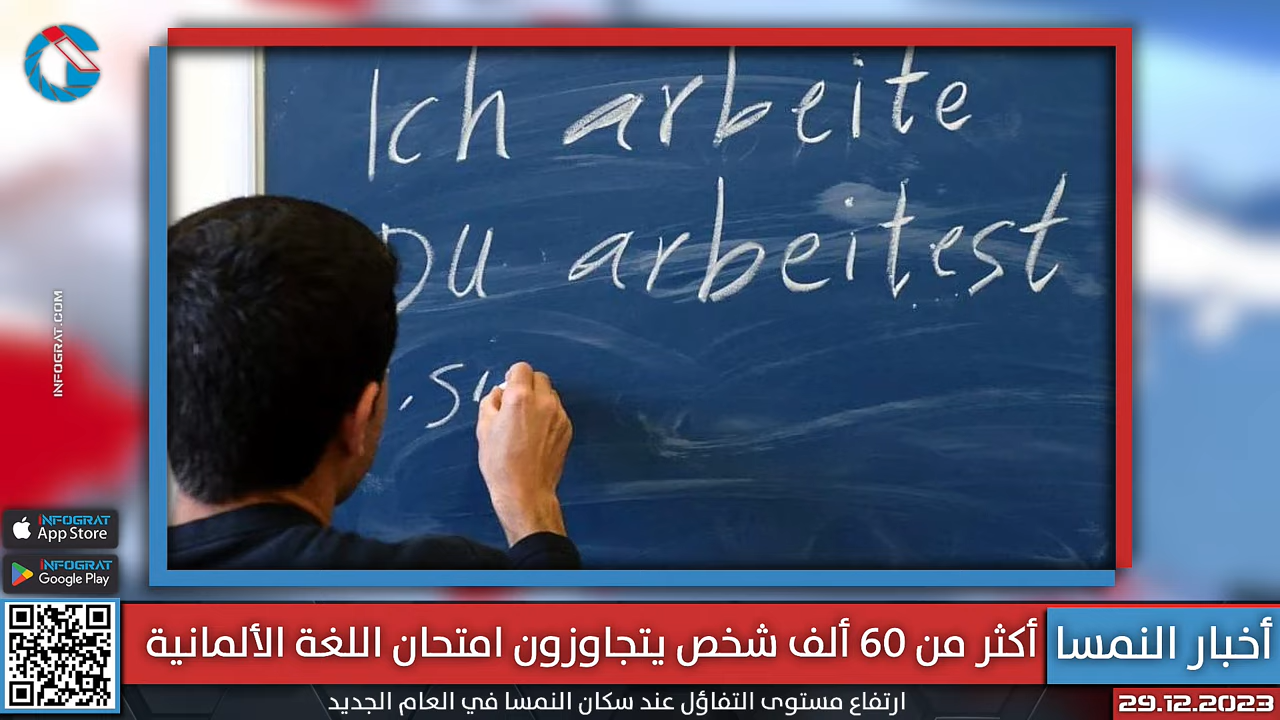 Ich arbeite
Du arbeitest
INFOGRAT.COM
INFOGRAT
App Store
INFOGRAT
Google Play
أخبار النمسا
أكثر من 60 ألف شخص يتجاوزون امتحان اللغة الألمانية
ارتفاع مستوى التفاؤل عند سكان النمسا في العام الجديد
29.12.2023